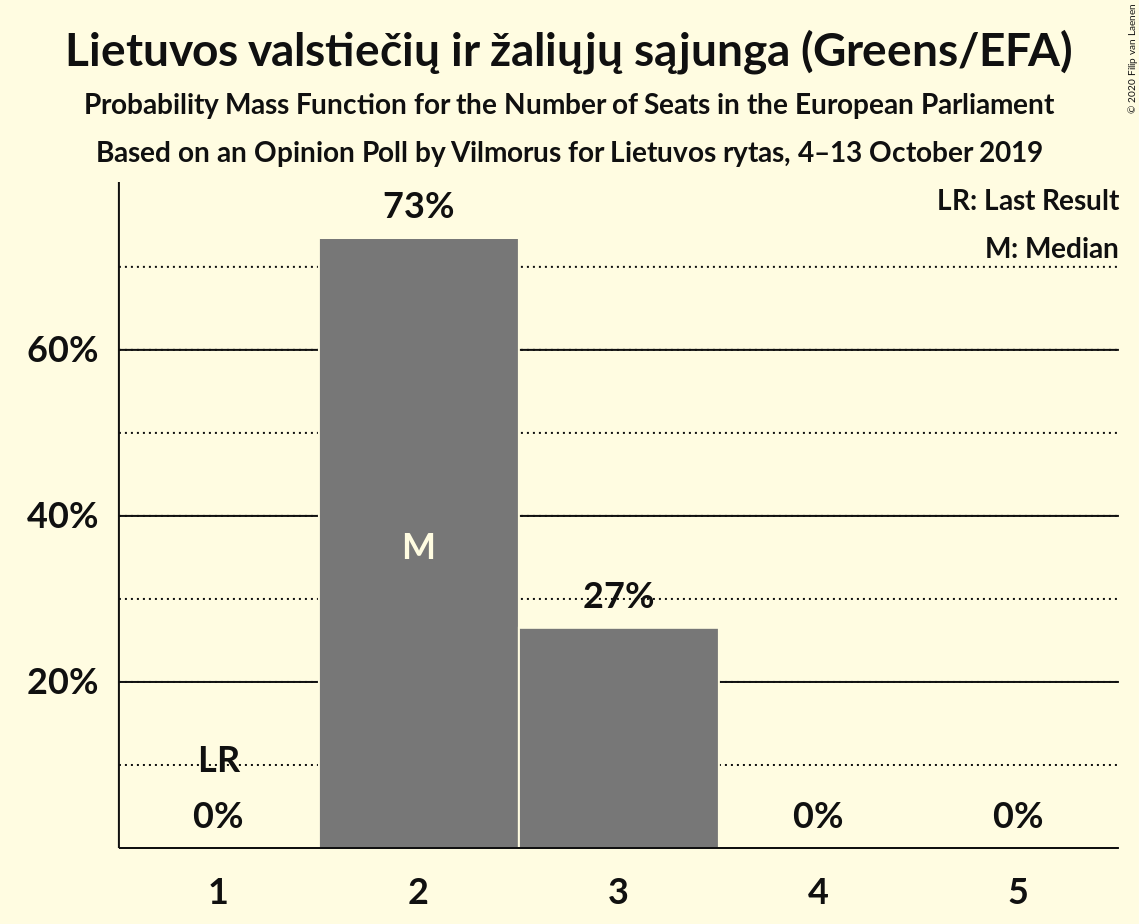 Lietuvos valstiečių ir žaliųjų sąjunga (Greens/EFA)
Probability Mass Function for the Number of Seats in the European Parliament
Based on an Opinion Poll by Vilmorus for Lietuvos rytas, 4–13 October 2019
© 2020 Filip van Laenen
LR: Last Result
M: Median
73%
60%
40%
M
27%
20%
LR
0%
0%
0%
1
2
3
4
5